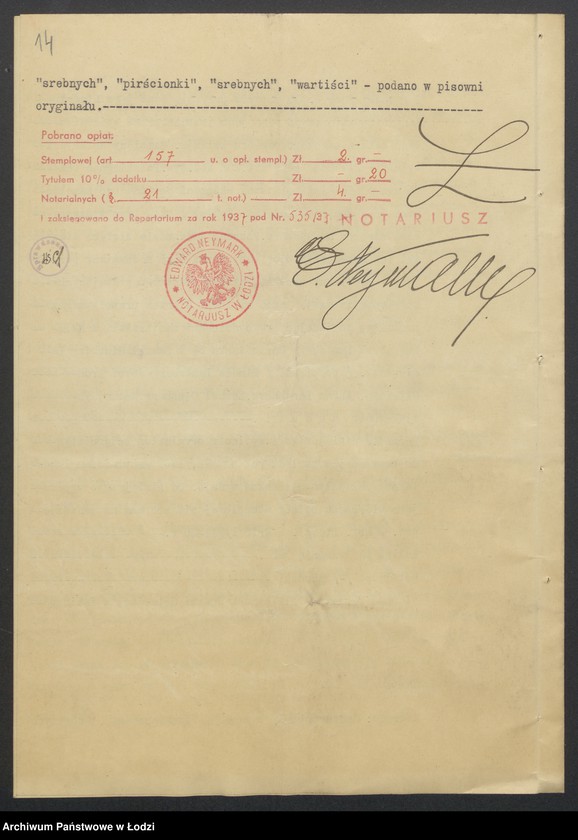 14
"srebnych", "pirścionki", "srebnych", "wartiści" - podano w pisowni
oryginału.
Pobrano opłat:
Stemplowej (art 157 u. o opł. stempl.) Zł 2. gr. —
Tytułem 10% dodatku Zł — gr. 20
Notarialnych (§ 21 t. not.) Zł 4. gr. —
i zaksięgowano do Repertorium za rok 1937 pod Nr. 535/37 NOTARIUSZ
EDWARD NEYMARK
NOTARJUSZ W ŁODZI
E. Neymark
Archiwum Państwowe w Łodzi